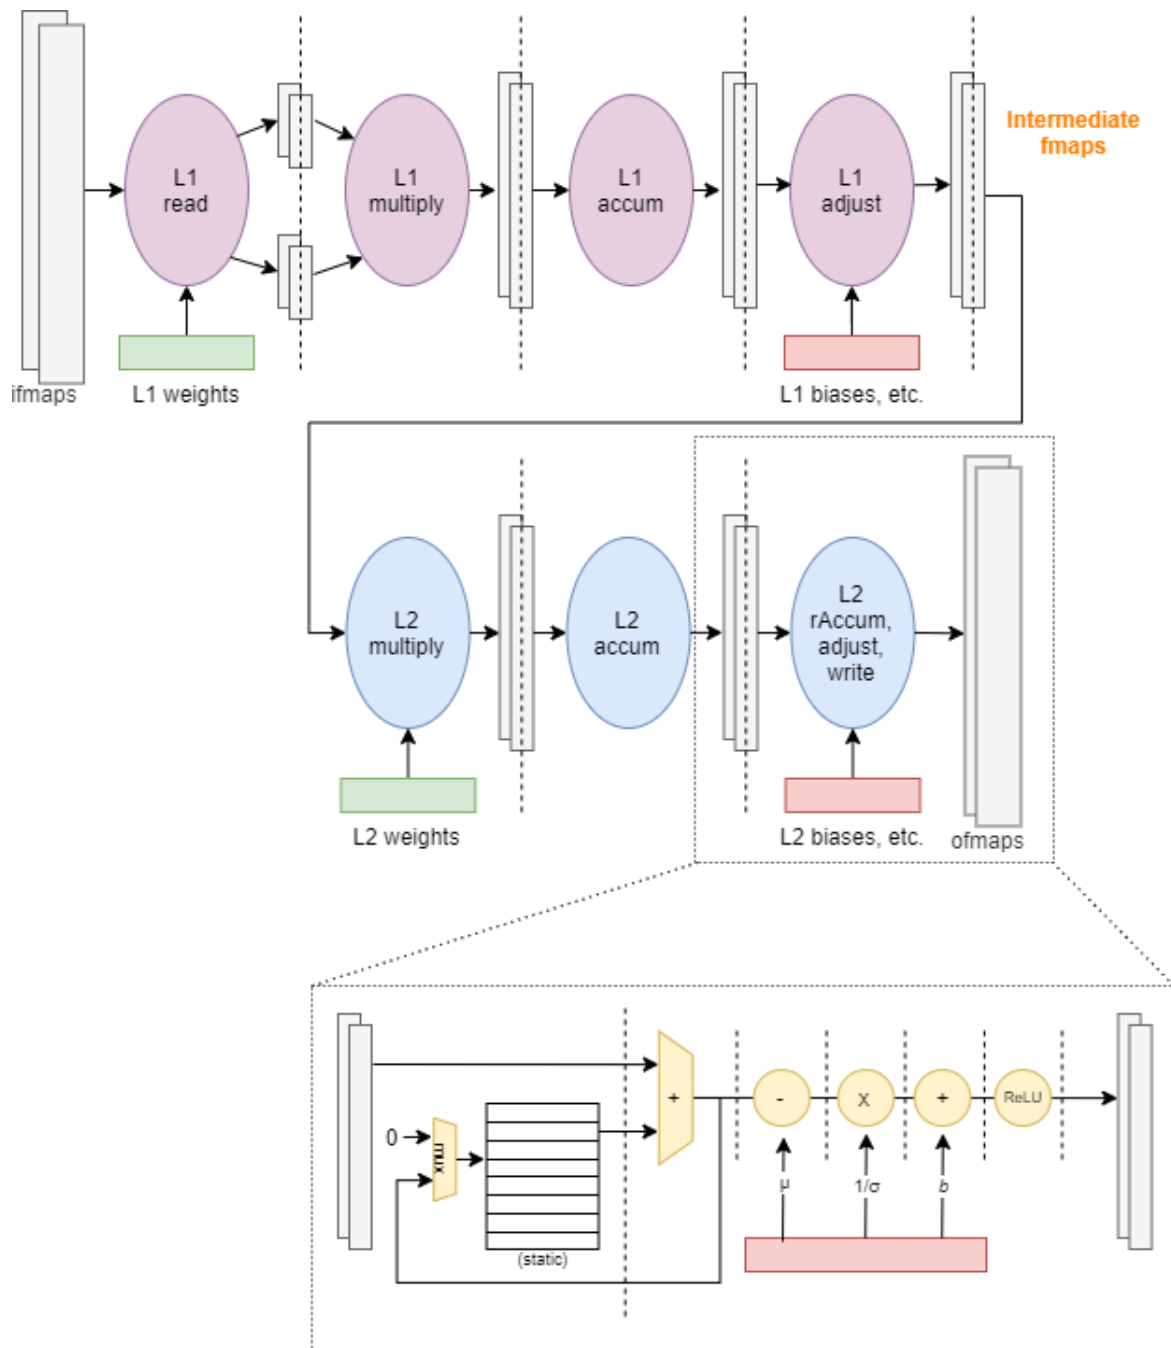 L1
read
L1
multiply
L1
accum
L1
adjust
Intermediate
fmaps
ifmaps
L1 weights
L1 biases, etc.
L2
multiply
L2
accum
L2
rAccum,
adjust,
write
L2 weights
L2 biases, etc.
ofmaps
0
mux
(static)
+
-
X
+
ReLU
μ
1/σ
b